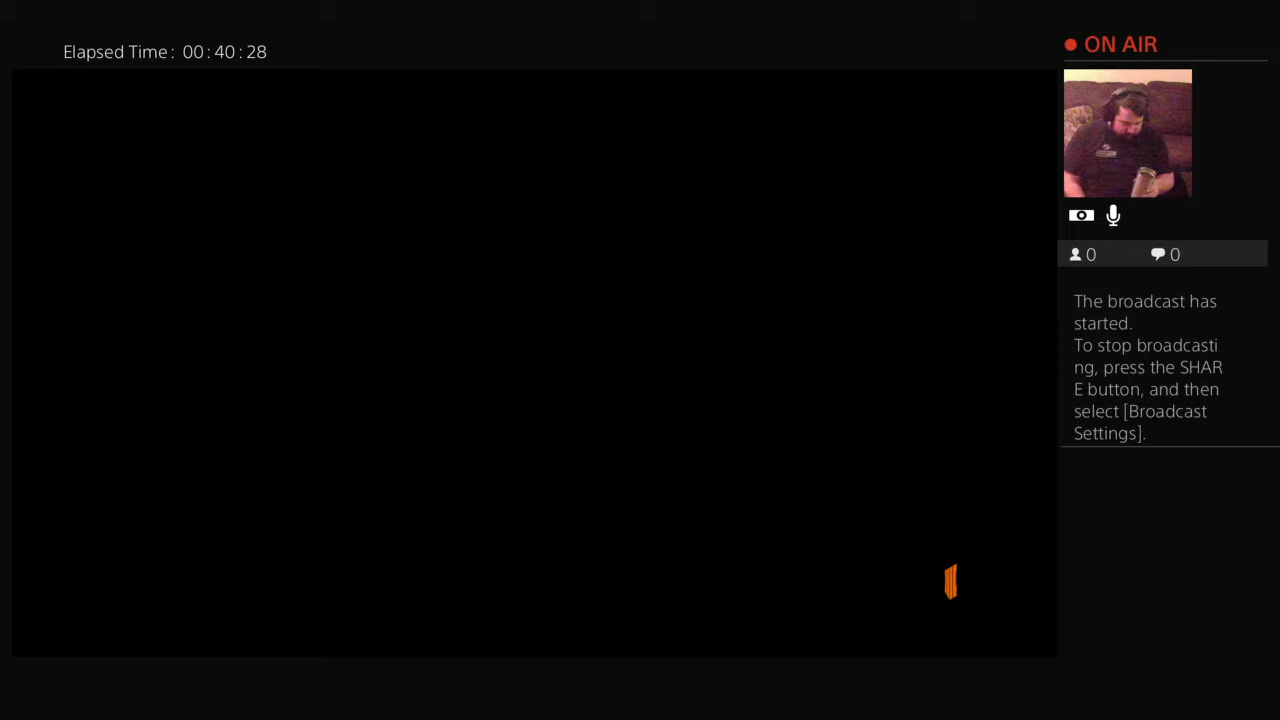 Elapsed Time: 00:40:28
ON AIR
0
0
The broadcast has
started.
To stop broadcasti
ng, press the SHAR
E button, and then
select [Broadcast
Settings].